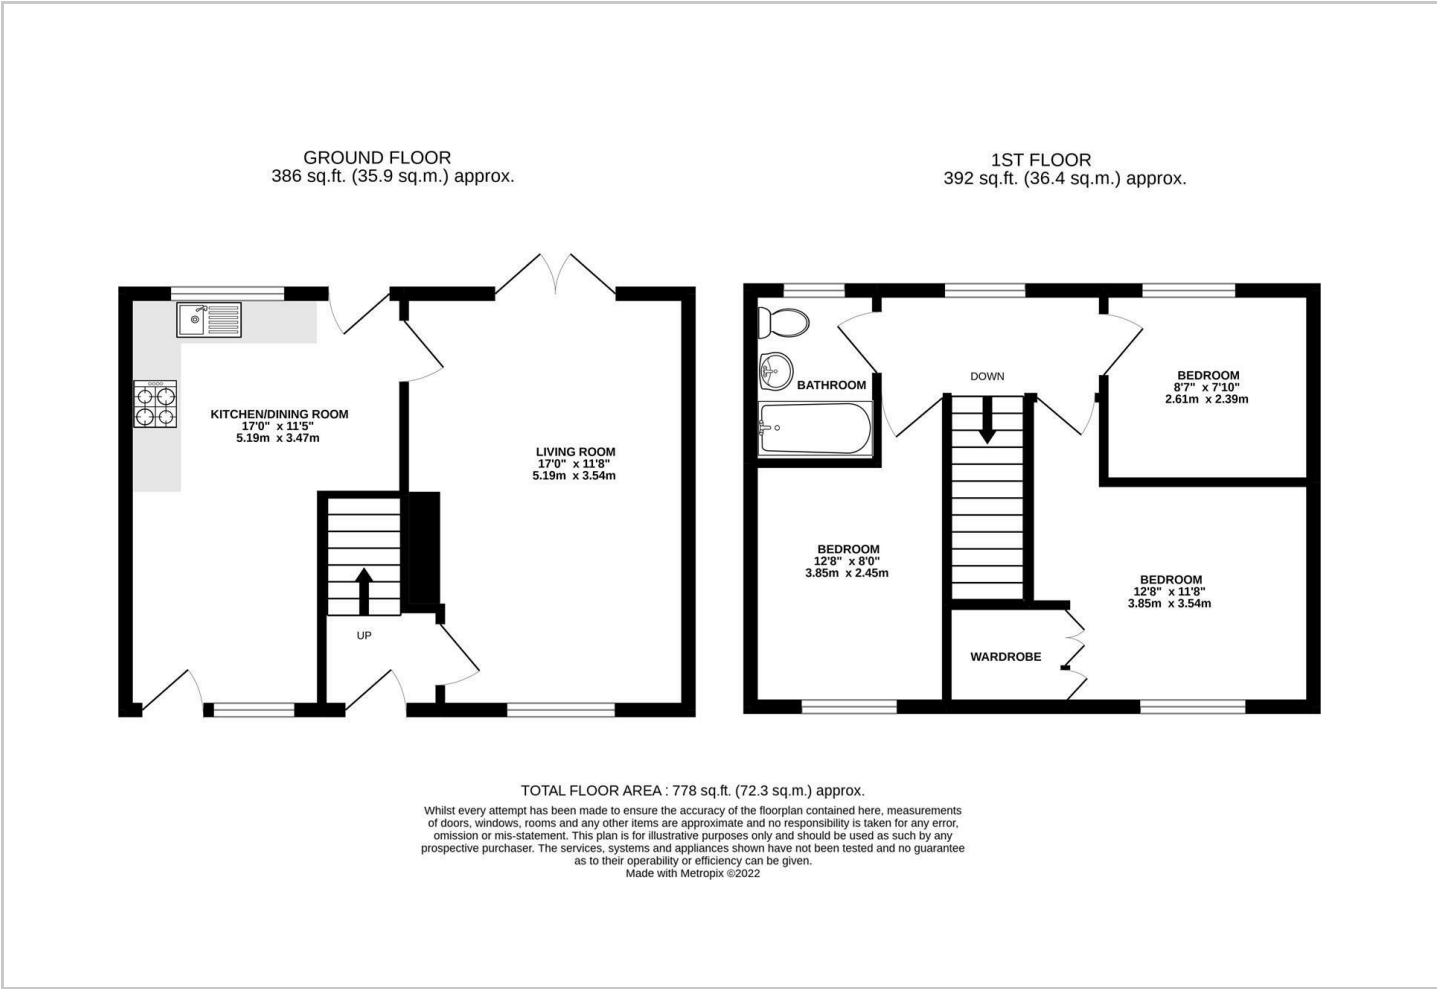 GROUND FLOOR
386 sq.ft. (35.9 sq.m.) approx.
1ST FLOOR
392 sq.ft. (36.4 sq.m.) approx.
KITCHEN/DINING ROOM
17'0" x 11'5"
5.19m x 3.47m
LIVING ROOM
17'0" x 11'8"
5.19m x 3.54m
UP
BATHROOM
DOWN
BEDROOM
8'7" x 7'10"
2.61m x 2.39m
BEDROOM
12'8" x 8'0"
3.85m x 2.45m
BEDROOM
12'8" x 11'8"
3.85m x 3.54m
WARDROBE
TOTAL FLOOR AREA : 778 sq.ft. (72.3 sq.m.) approx.
Whilst every attempt has been made to ensure the accuracy of the floorplan contained here, measurements
of doors, windows, rooms and any other items are approximate and no responsibility is taken for any error,
omission or mis-statement. This plan is for illustrative purposes only and should be used as such by any
prospective purchaser. The services, systems and appliances shown have not been tested and no guarantee
as to their operability or efficiency can be given.
Made with Metropix ©2022